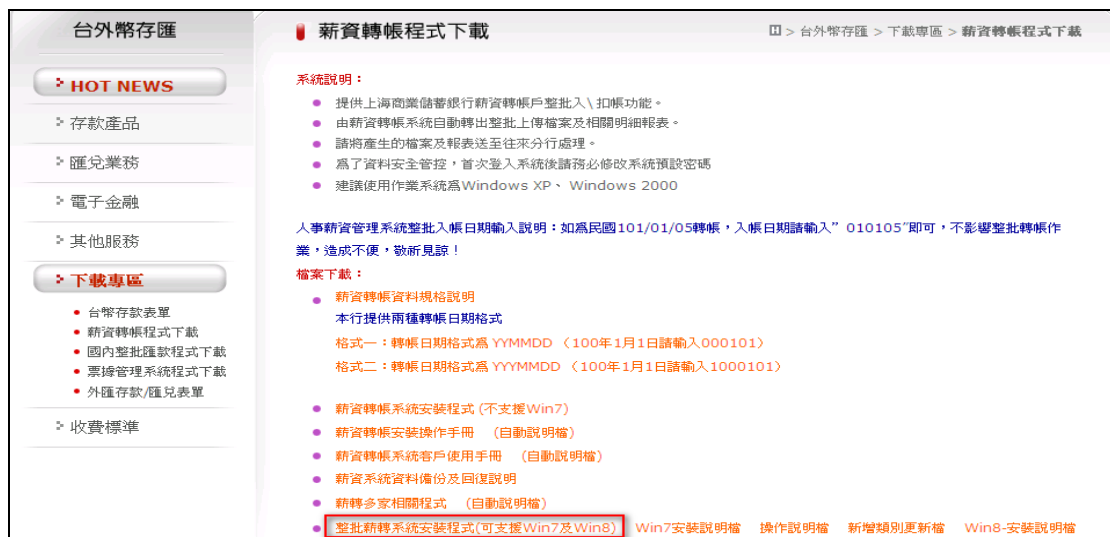 台外幣存匯
HOT NEWS
存款產品
匯兌業務
電子金融
其他服務
下載專區
台幣存款表單
薪資轉帳程式下載
國內整批匯款程式下載
票據管理系統程式下載
外匯存款/匯兌表單
收費標準
薪資轉帳程式下載
> 台外幣存匯 > 下載專區 > 薪資轉帳程式下載
系統說明：
提供上海商業儲蓄銀行薪資轉帳戶整批入\扣帳功能。
由薪資轉帳系統自動轉出整批上傳檔案及相關明細報表。
請將產生的檔案及報表送至往來分行處理。
為了資料安全管控，首次登入系統後請務必修改系統預設密碼
建議使用作業系統為Windows XP、Windows 2000
人事薪資管理系統整批入帳日期輸入說明：如為民國101/01/05轉帳，入帳日期請輸入”010105”即可，不影響整批轉帳作
業，造成不便，敬祈見諒！
檔案下載：
薪資轉帳資料規格說明
本行提供兩種轉帳日期格式
格式一：轉帳日期格式為 YYMMDD （100年1月1日請輸入000101）
格式二：轉帳日期格式為 YYYMMDD （100年1月1日請輸入1000101）
薪資轉帳系統安裝程式 (不支援Win7)
薪資轉帳安裝操作手冊 （自動說明檔）
薪資轉帳系統客戶使用手冊 （自動說明檔）
薪資系統資料備份及回復說明
薪轉多家相關程式 （自動說明檔）
整批薪轉系統安裝程式(可支援Win7及Win8) Win7安裝說明檔 操作說明檔 新增類別更新檔 Win8-安裝說明檔